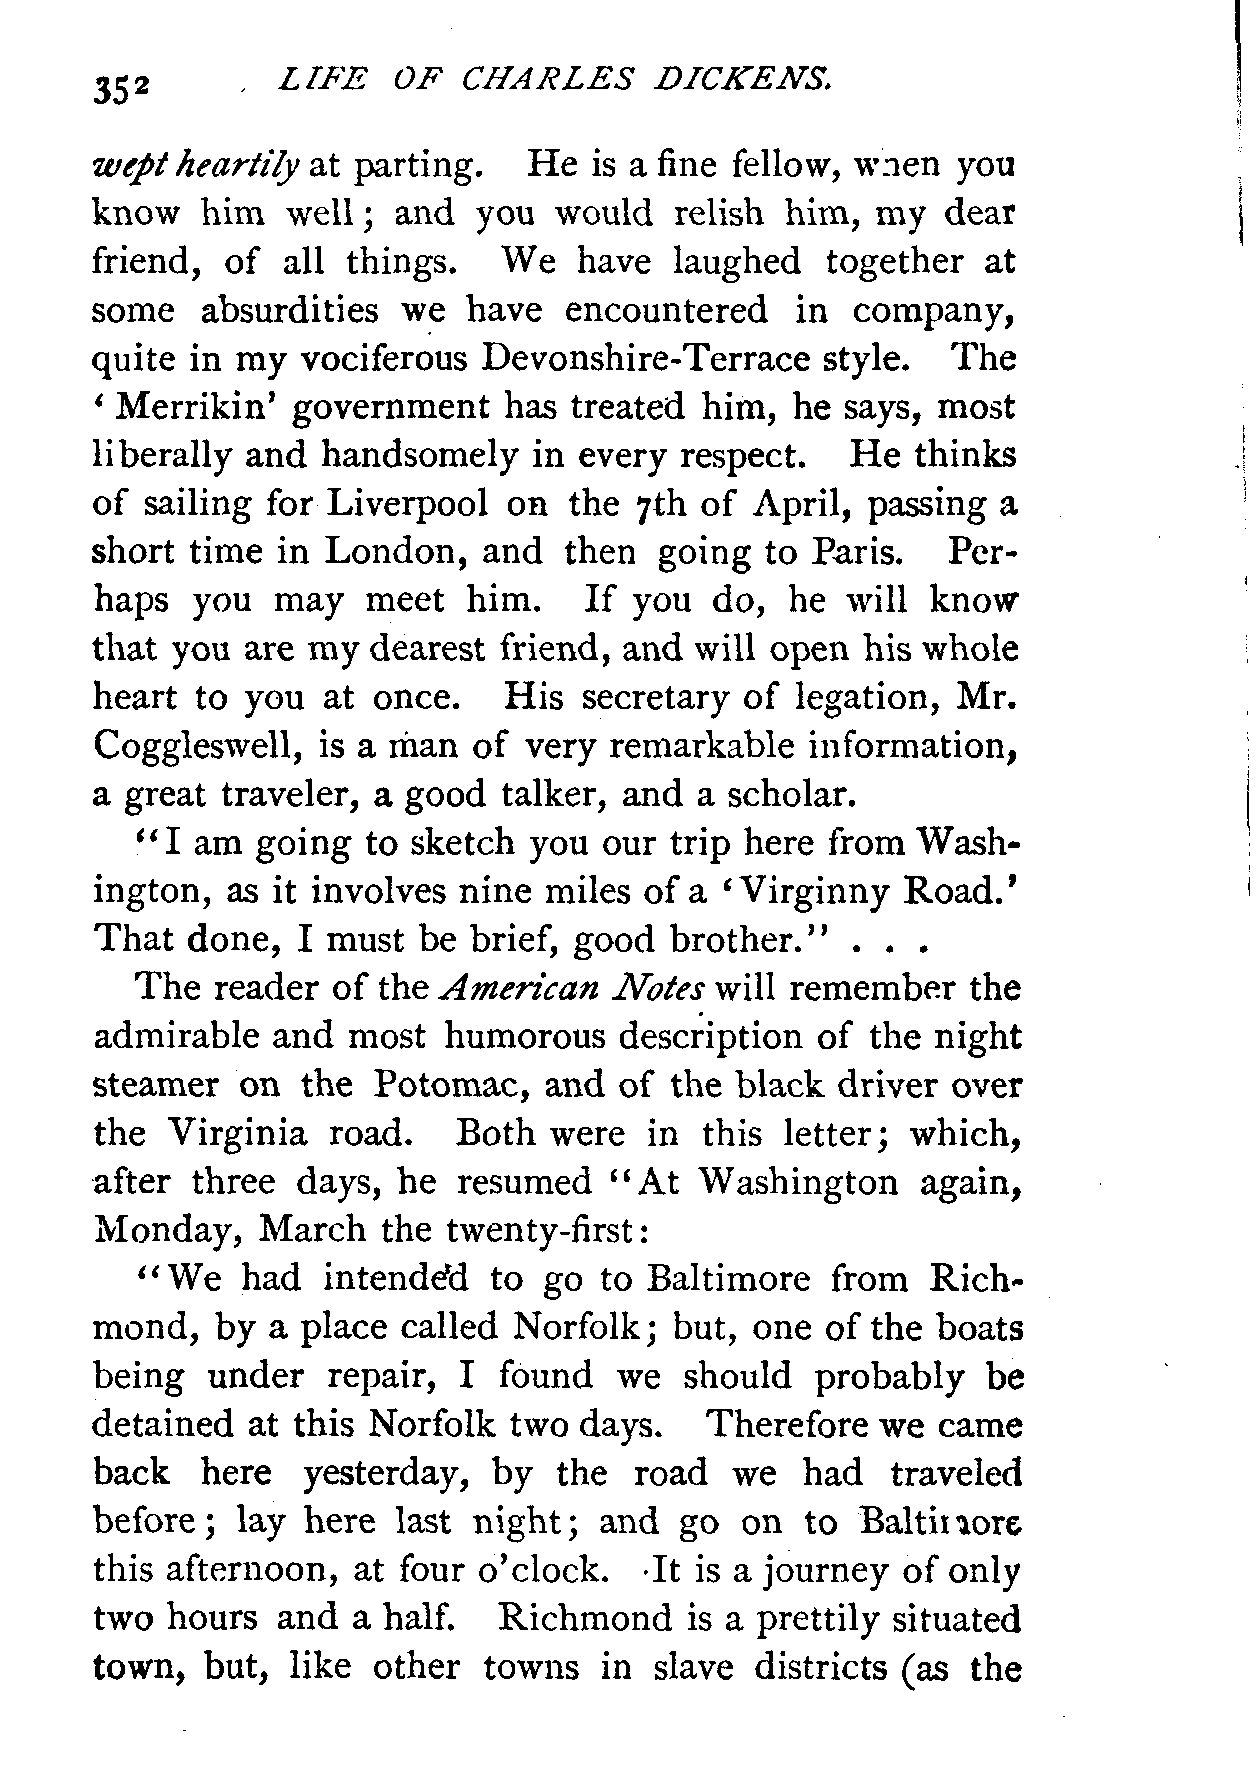 352 LIFE OF CHARLES DICKENS.
wept heartily at parting. He is a fine fellow, when you
know him well; and you would relish him, my dear
friend, of all things. We have laughed together at
some absurdities we have encountered in company,
quite in my vociferous Devonshire-Terrace style. The
‘Merrikin’ government has treated him, he says, most
liberally and handsomely in every respect. He thinks
of sailing for Liverpool on the 7th of April, passing a
short time in London, and then going to Paris. Per-
haps you may meet him. If you do, he will know
that you are my dearest friend, and will open his whole
heart to you at once. His secretary of legation, Mr.
Coggleswell, is a man of very remarkable information,
a great traveler, a good talker, and a scholar.
“I am going to sketch you our trip here from Wash-
ington, as it involves nine miles of a ‘Virginny Road.’
That done, I must be brief, good brother.” . . .
The reader of the American Notes will remember the
admirable and most humorous description of the night
steamer on the Potomac, and of the black driver over
the Virginia road. Both were in this letter; which,
after three days, he resumed “At Washington again,
Monday, March the twenty-first:
“We had intended to go to Baltimore from Rich-
mond, by a place called Norfolk; but, one of the boats
being under repair, I found we should probably be
detained at this Norfolk two days. Therefore we came
back here yesterday, by the road we had traveled
before; lay here last night; and go on to Baltimore
this afternoon, at four o’clock. It is a journey of only
two hours and a half. Richmond is a prettily situated
town, but, like other towns in slave districts (as the